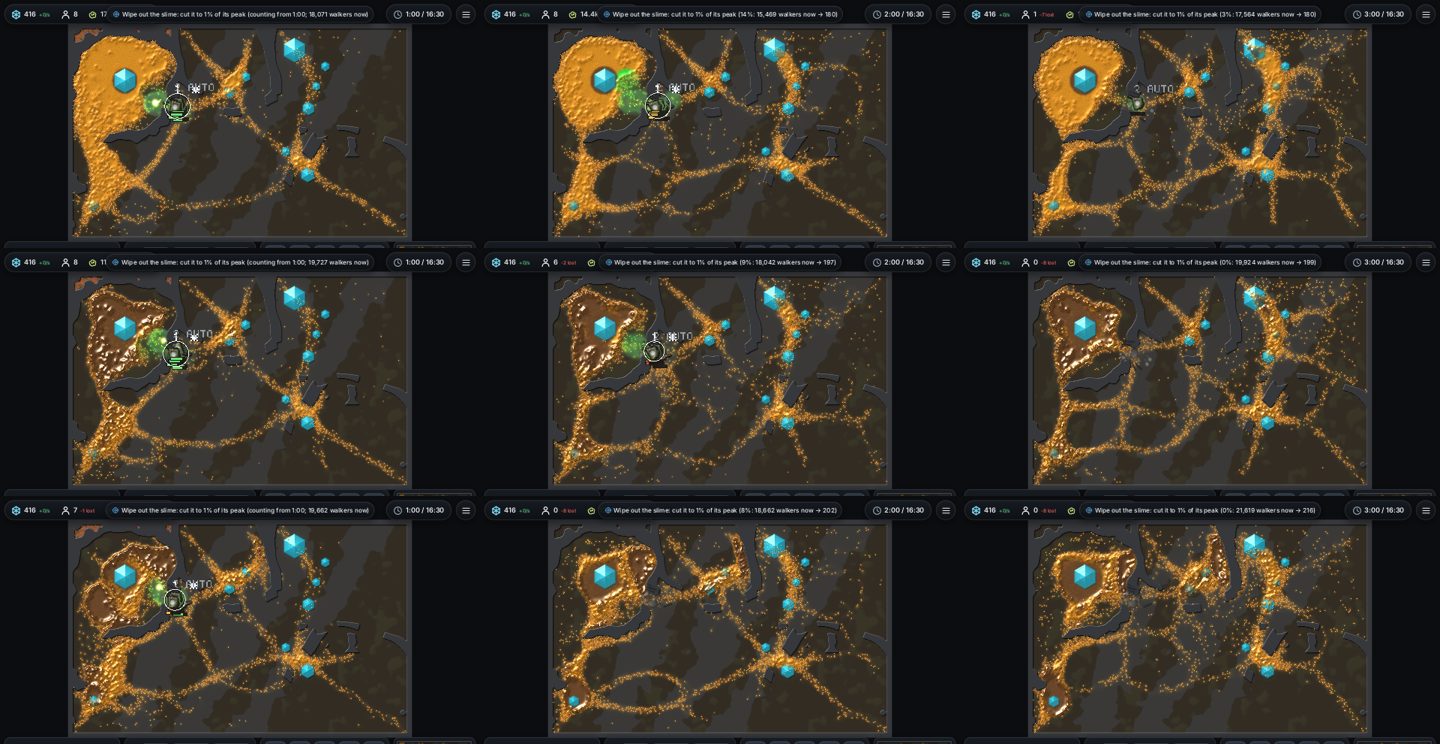 416 +0/s 8 17 Wipe out the slime: cut it to 1% of its peak (counting from 1:00; 18,071 walkers now) 1:00 / 16:30
416 +0/s 8 14.4k Wipe out the slime: cut it to 1% of its peak (14%: 15,469 walkers now → 180) 2:00 / 16:30
416 +0/s 1 -7 lost Wipe out the slime: cut it to 1% of its peak (3%: 17,564 walkers now → 180) 3:00 / 16:30
AUTO
AUTO
AUTO
416 +0/s 8 11 Wipe out the slime: cut it to 1% of its peak (counting from 1:00; 19,727 walkers now) 1:00 / 16:30
416 +0/s 6 -2 lost Wipe out the slime: cut it to 1% of its peak (9%: 18,042 walkers now → 197) 2:00 / 16:30
416 +0/s 0 -8 lost Wipe out the slime: cut it to 1% of its peak (0%: 19,924 walkers now → 199) 3:00 / 16:30
AUTO
AUTO
416 +0/s 7 -1 lost Wipe out the slime: cut it to 1% of its peak (counting from 1:00; 19,662 walkers now) 1:00 / 16:30
416 +0/s 0 -8 lost Wipe out the slime: cut it to 1% of its peak (8%: 18,662 walkers now → 202) 2:00 / 16:30
416 +0/s 0 -8 lost Wipe out the slime: cut it to 1% of its peak (0%: 21,619 walkers now → 216) 3:00 / 16:30
AUTO